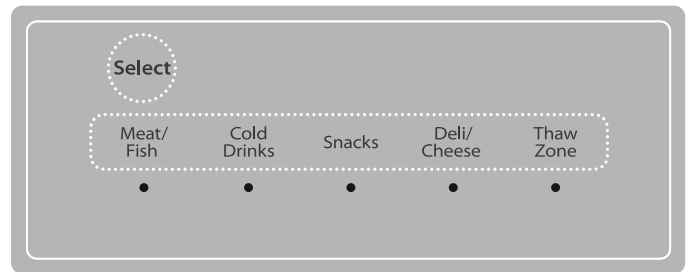 Select
Meat/
Fish
Cold
Drinks
Snacks
Deli/
Cheese
Thaw
Zone